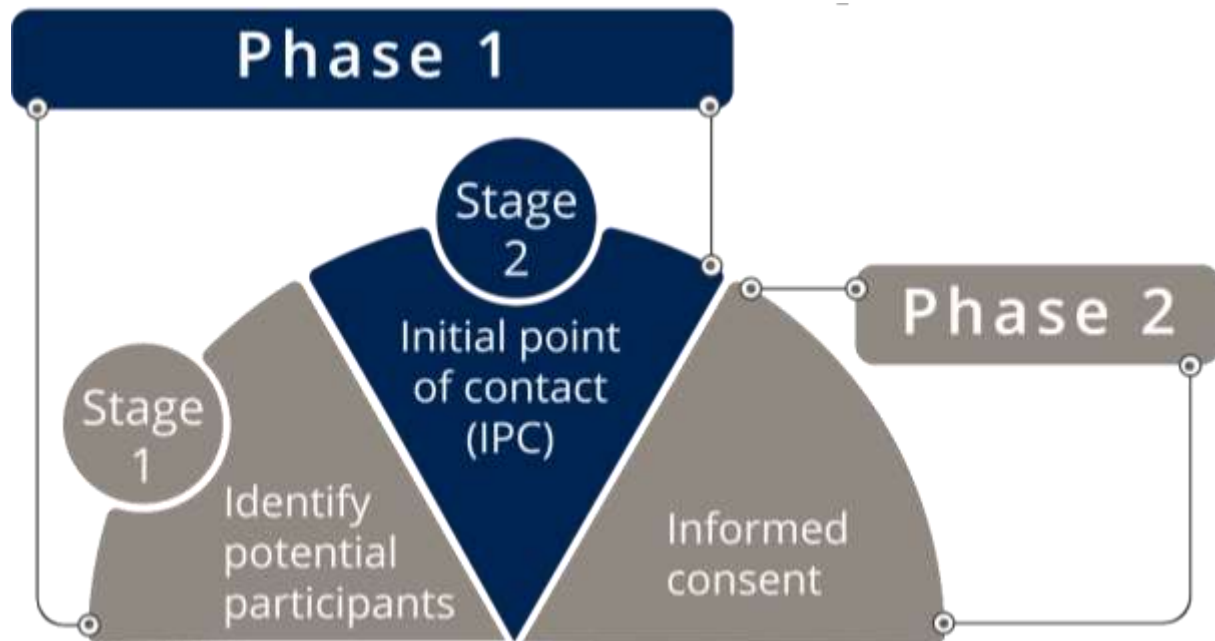 Phase 1
Stage
2
Initial point
of contact
(IPC)
Phase 2
Stage
1
Identify
potential
participants
Informed
consent